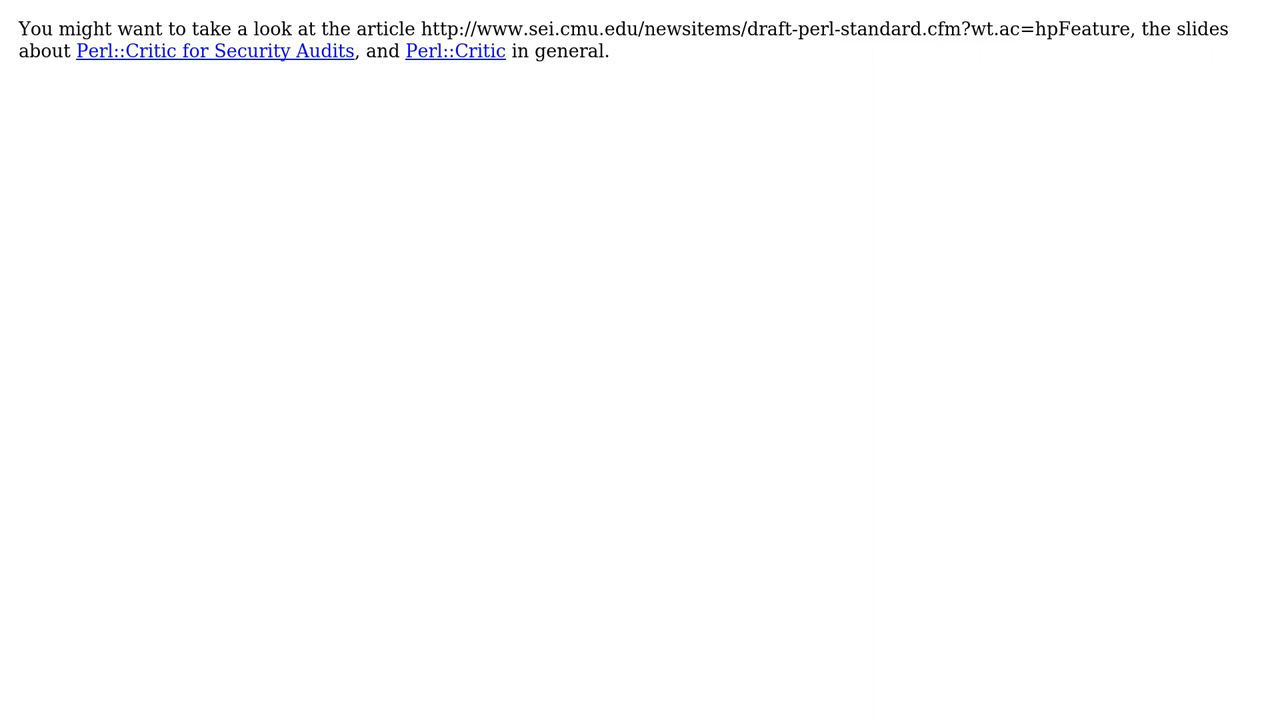 You might want to take a look at the article http://www.sei.cmu.edu/newsitems/draft-perl-standard.cfm?wt.ac=hpFeature, the slides
about Perl::Critic for Security Audits, and Perl::Critic in general.